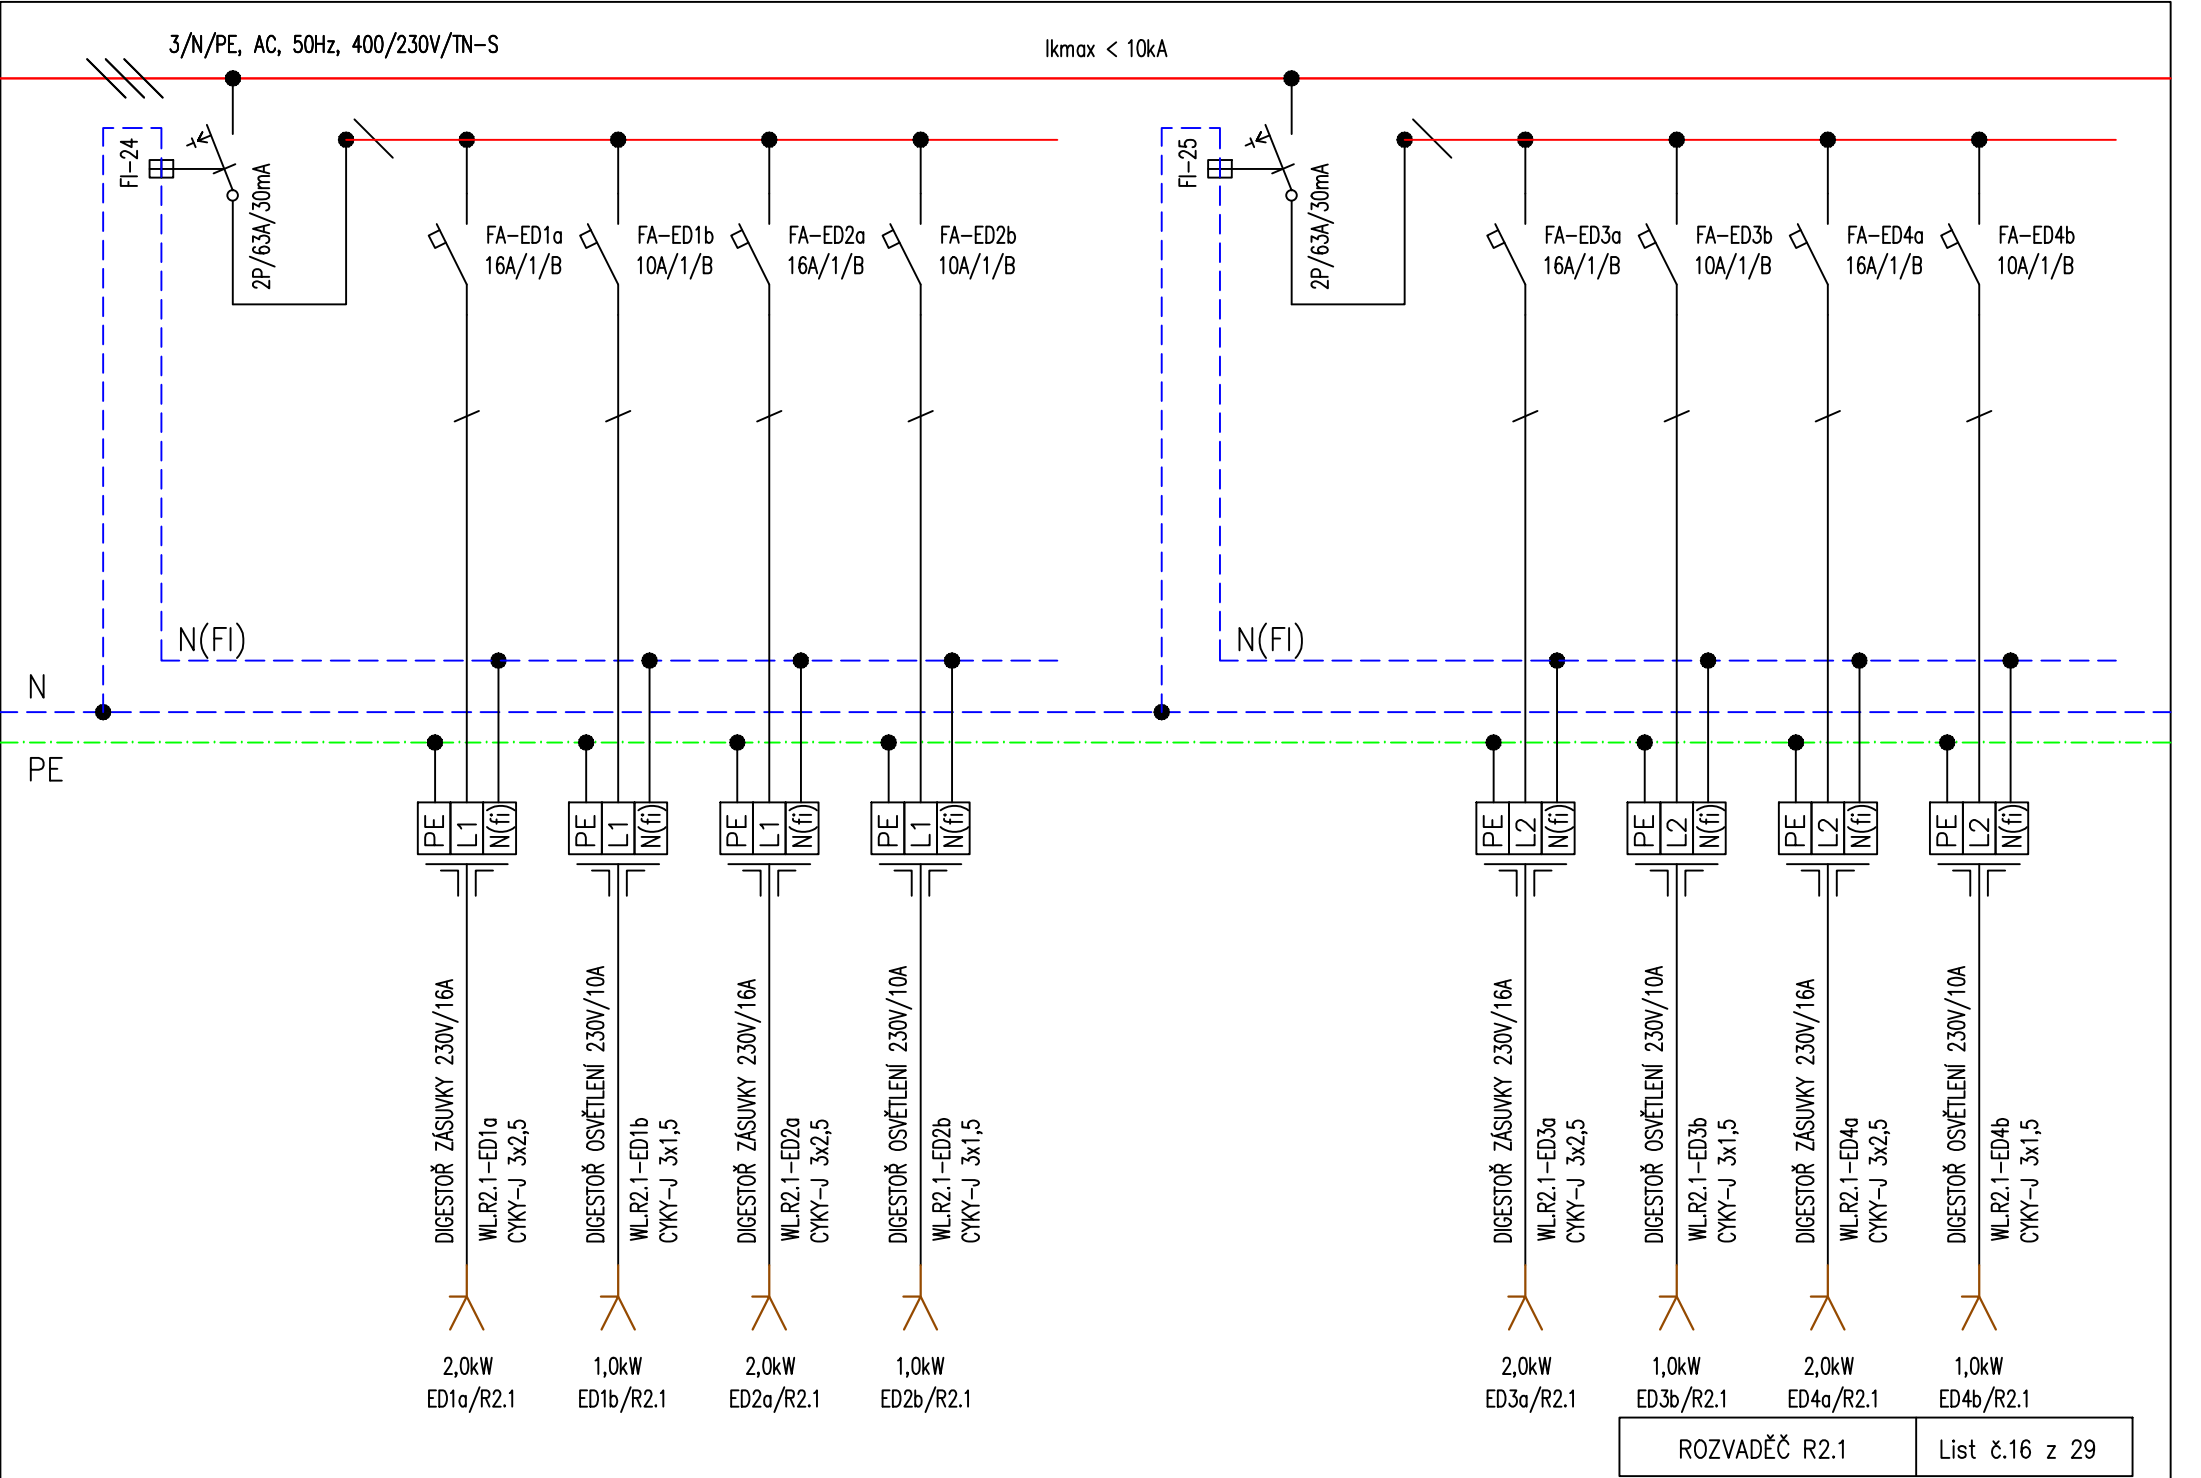 3/N/PE, AC, 50Hz, 400/230V/TN-S
Ikmax < 10kA
FI-24
2P/63A/30mA
FA-ED1a
16A/1/B
FA-ED1b
10A/1/B
FA-ED2a
16A/1/B
FA-ED2b
10A/1/B
FI-25
2P/63A/30mA
FA-ED3a
16A/1/B
FA-ED3b
10A/1/B
FA-ED4a
16A/1/B
FA-ED4b
10A/1/B
N(FI)
N(FI)
N
PE
PE L1 N(fi)
PE L1 N(fi)
PE L1 N(fi)
PE L1 N(fi)
PE L2 N(fi)
PE L2 N(fi)
PE L2 N(fi)
PE L2 N(fi)
DIGESTOŘ ZÁSUVKY 230V/16A
WL.R2.1-ED1a
CYKY-J 3x2,5
DIGESTOŘ OSVĚTLENÍ 230V/10A
WL.R2.1-ED1b
CYKY-J 3x1,5
DIGESTOŘ ZÁSUVKY 230V/16A
WL.R2.1-ED2a
CYKY-J 3x2,5
DIGESTOŘ OSVĚTLENÍ 230V/10A
WL.R2.1-ED2b
CYKY-J 3x1,5
DIGESTOŘ ZÁSUVKY 230V/16A
WL.R2.1-ED3a
CYKY-J 3x2,5
DIGESTOŘ OSVĚTLENÍ 230V/10A
WL.R2.1-ED3b
CYKY-J 3x1,5
DIGESTOŘ ZÁSUVKY 230V/16A
WL.R2.1-ED4a
CYKY-J 3x2,5
DIGESTOŘ OSVĚTLENÍ 230V/10A
WL.R2.1-ED4b
CYKY-J 3x1,5
2,0kW
ED1a/R2.1
1,0kW
ED1b/R2.1
2,0kW
ED2a/R2.1
1,0kW
ED2b/R2.1
2,0kW
ED3a/R2.1
1,0kW
ED3b/R2.1
2,0kW
ED4a/R2.1
1,0kW
ED4b/R2.1
ROZVADĚČ R2.1
List č.16 z 29